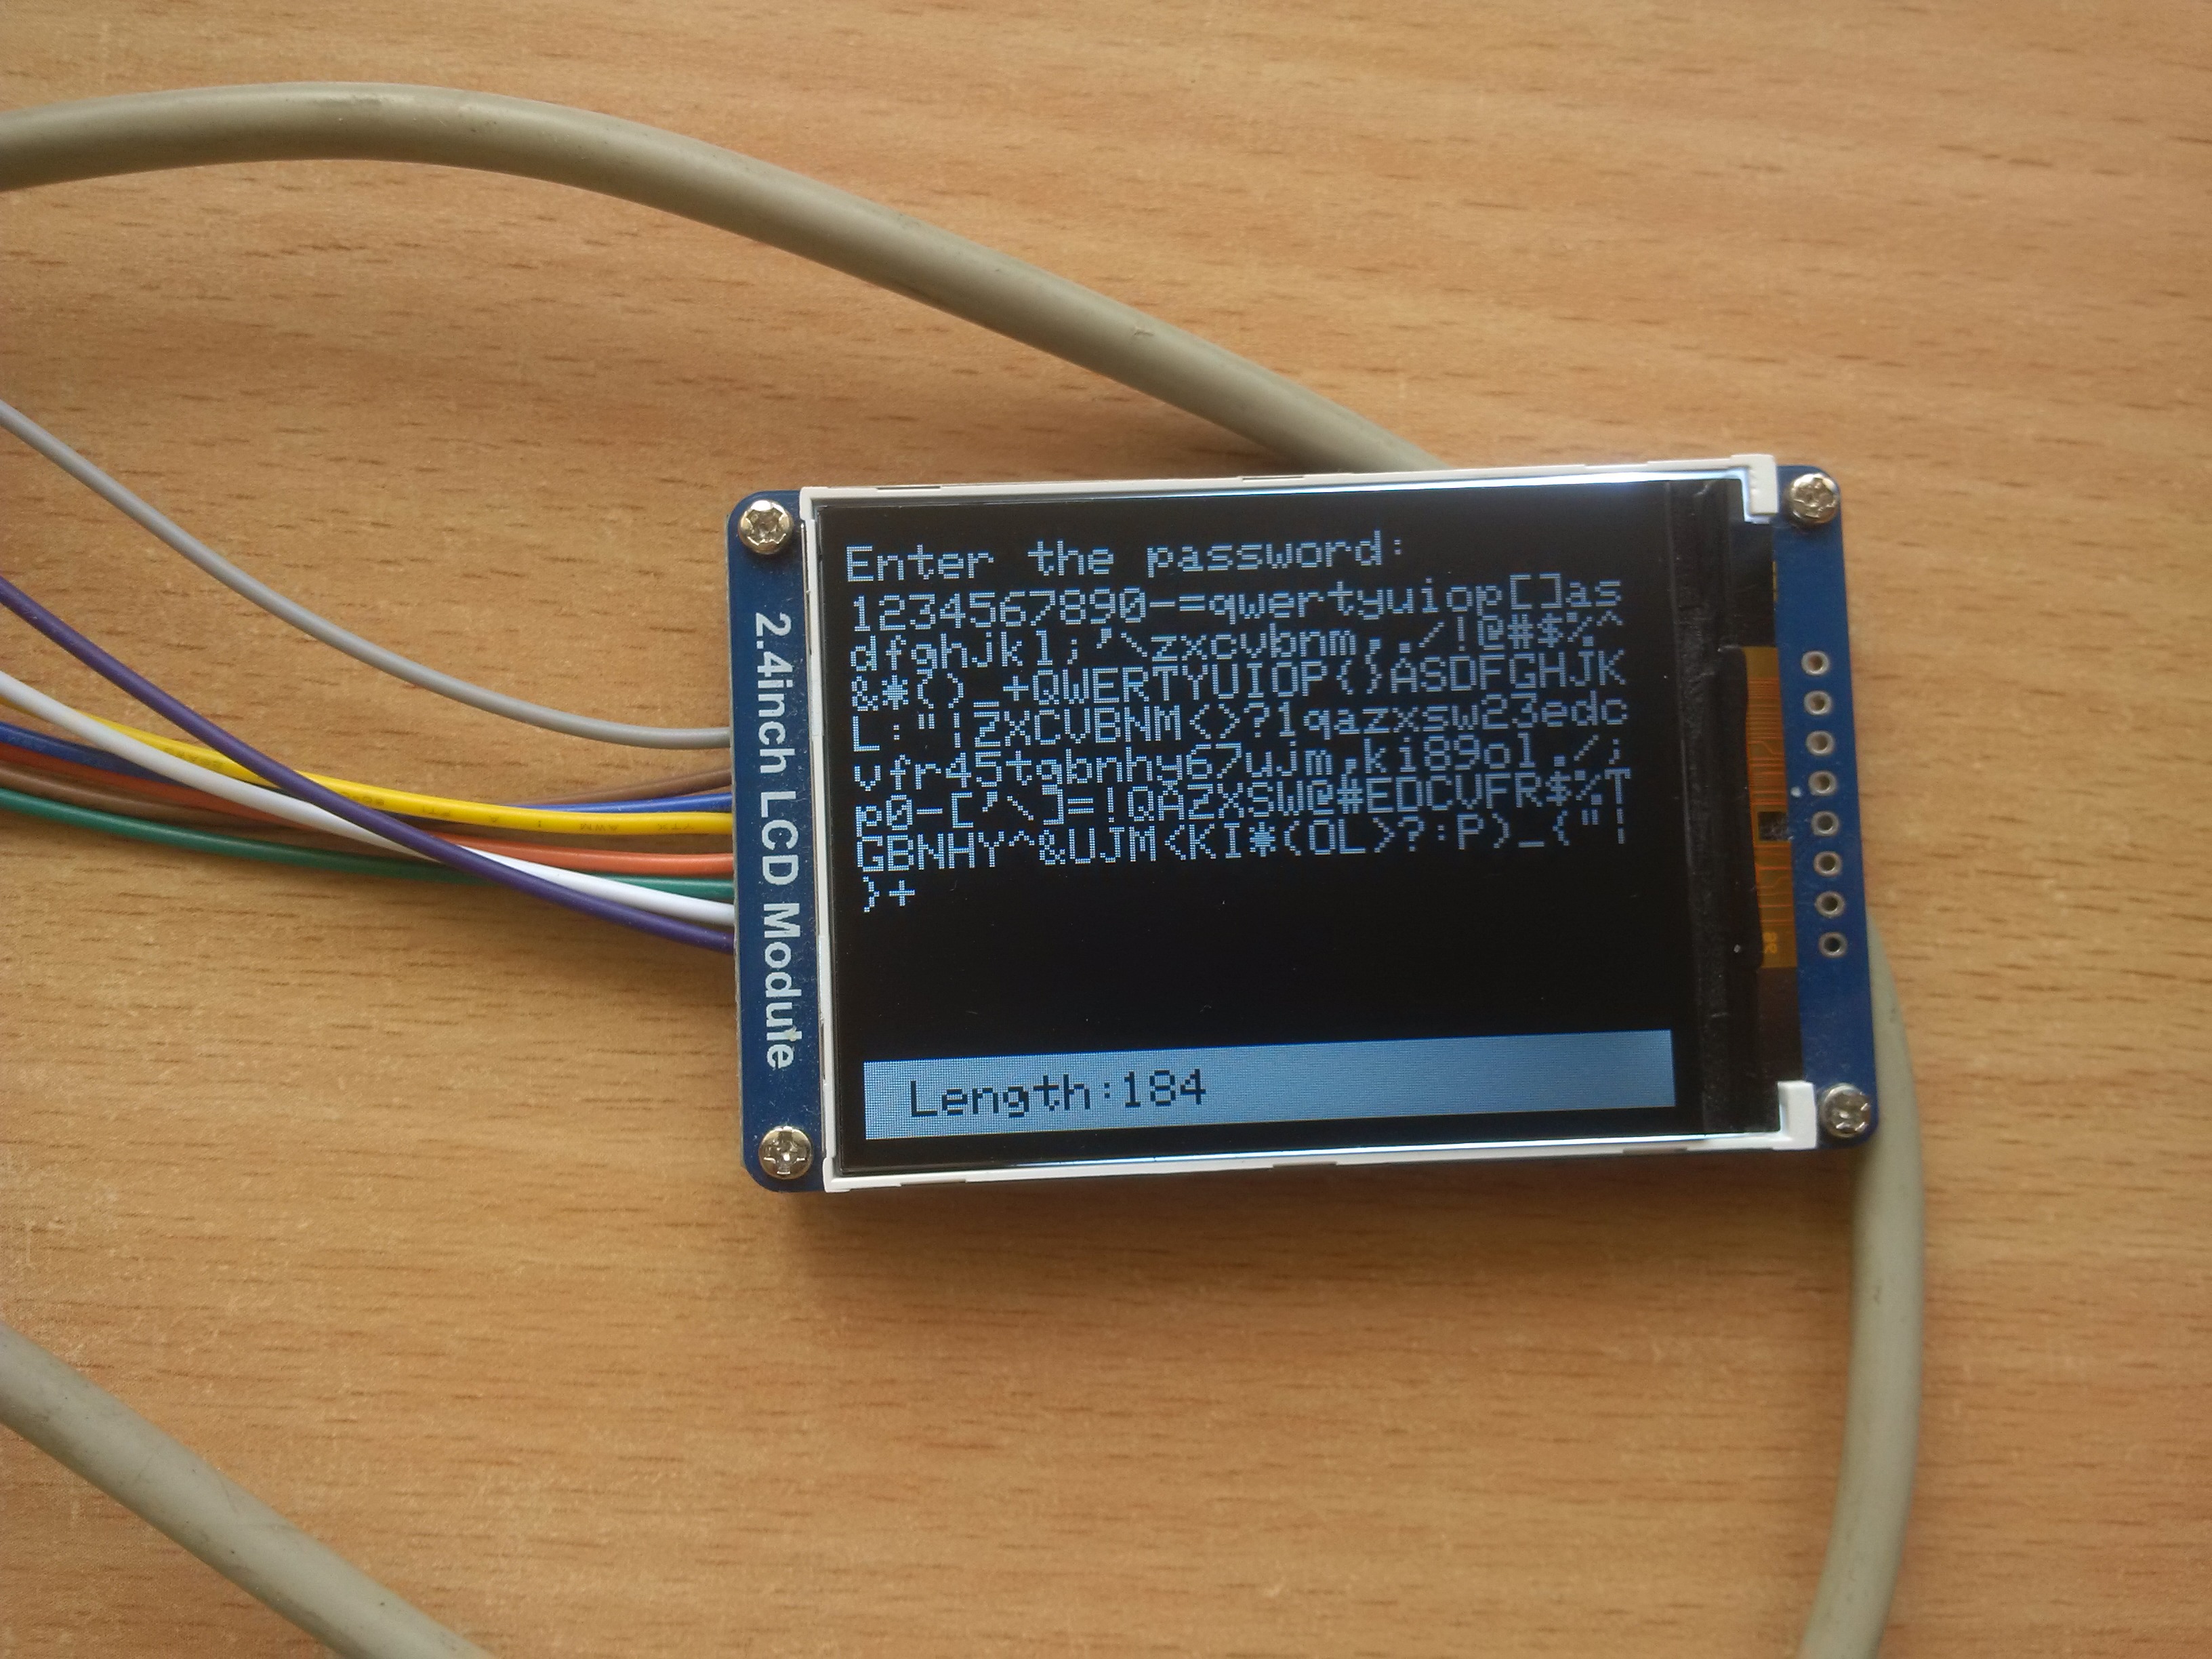 Enter the password:
1234567890-=qwertyuiop[]as
dfghjkl;'\zxcvbnm,./!@#$%^
&*()_+QWERTYUIOP{}ASDFGHJK
L:"|ZXCVBNM<>?1qazxsw23edc
vfr45tgbnhy67ujm,ki89ol./;
p0-['\]=!QAZXSW@#EDCVFR$%T
GBNHY^&UJM<KI*(OL>?:P)_{"|
}+
Length:184
2.4inch LCD Module